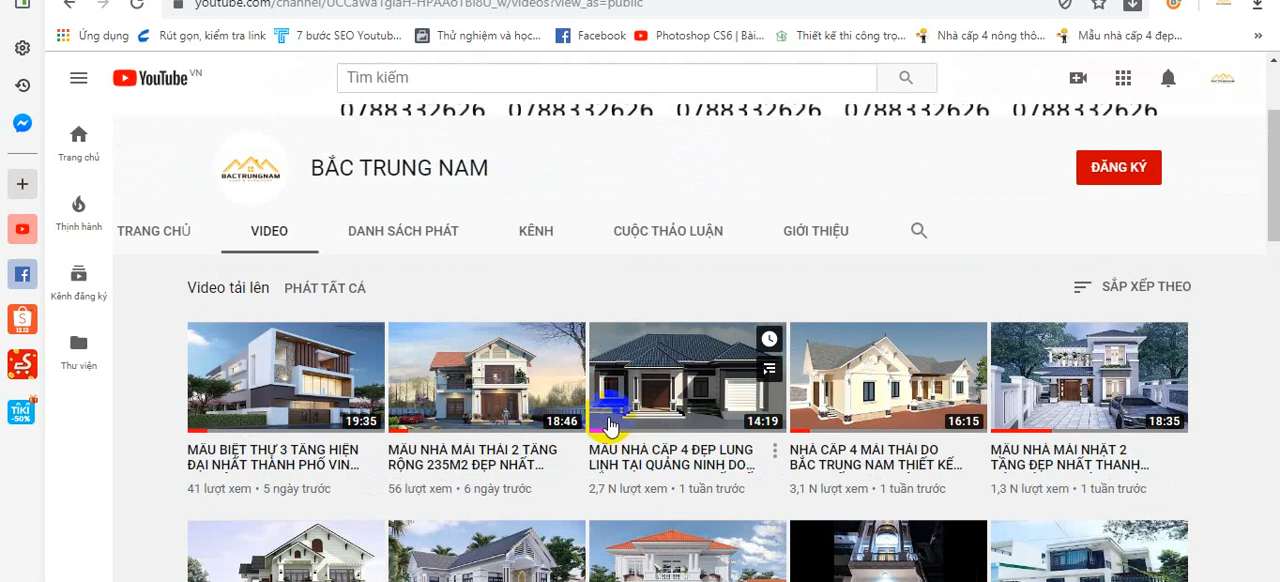 youtube.com/channel/UCCaWaTgiaH-HPAAoTBl8U_w/videos?view_as=public
Ứng dụng
Rút gọn, kiểm tra link
7 bước SEO Youtub...
Thử nghiệm và học...
Facebook
Photoshop CS6 | Bài...
Thiết kế thi công trọ...
Nhà cấp 4 nông thô...
Mẫu nhà cấp 4 đẹp...
YouTube VN
Tìm kiếm
0788332626 0788332626 0788332626 0788332626 0788332626
Trang chủ
Thịnh hành
Kênh đăng ký
Thư viện
BACTRUNGNAM
BẮC TRUNG NAM
ĐĂNG KÝ
TRANG CHỦ
VIDEO
DANH SÁCH PHÁT
KÊNH
CUỘC THẢO LUẬN
GIỚI THIỆU
Video tải lên
PHÁT TẤT CẢ
SẮP XẾP THEO
19:35
18:46
14:19
16:15
18:35
MẪU BIỆT THỰ 3 TẦNG HIỆN
ĐẠI NHẤT THÀNH PHỐ VIN...
41 lượt xem • 5 ngày trước
MẪU NHÀ MÁI THÁI 2 TẦNG
RỘNG 235M2 ĐẸP NHẤT...
56 lượt xem • 6 ngày trước
MẪU NHÀ CẤP 4 ĐẸP LUNG
LINH TẠI QUẢNG NINH DO...
2,7 N lượt xem • 1 tuần trước
NHÀ CẤP 4 MÁI THÁI DO
BẮC TRUNG NAM THIẾT KẾ...
3,1 N lượt xem • 1 tuần trước
MẪU NHÀ MÁI NHẬT 2
TẦNG ĐẸP NHẤT THANH...
1,3 N lượt xem • 1 tuần trước
12.12
TIKI
-50%